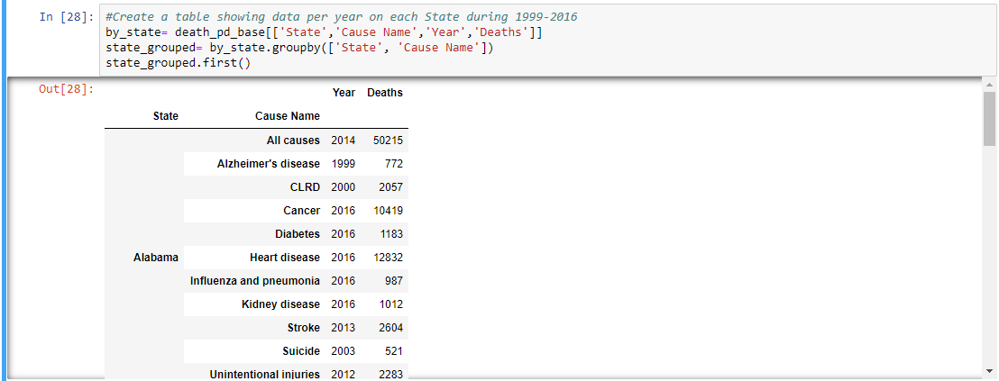 In [28]: #Create a table showing data per year on each State during 1999-2016
by_state= death_pd_base[['State','Cause Name','Year','Deaths']]
state_grouped= by_state.groupby(['State', 'Cause Name'])
state_grouped.first()
Out[28]:
Year Deaths
State Cause Name
All causes 2014 50215
Alzheimer's disease 1999 772
CLRD 2000 2057
Cancer 2016 10419
Diabetes 2016 1183
Alabama Heart disease 2016 12832
Influenza and pneumonia 2016 987
Kidney disease 2016 1012
Stroke 2013 2604
Suicide 2003 521
Unintentional injuries 2012 2283